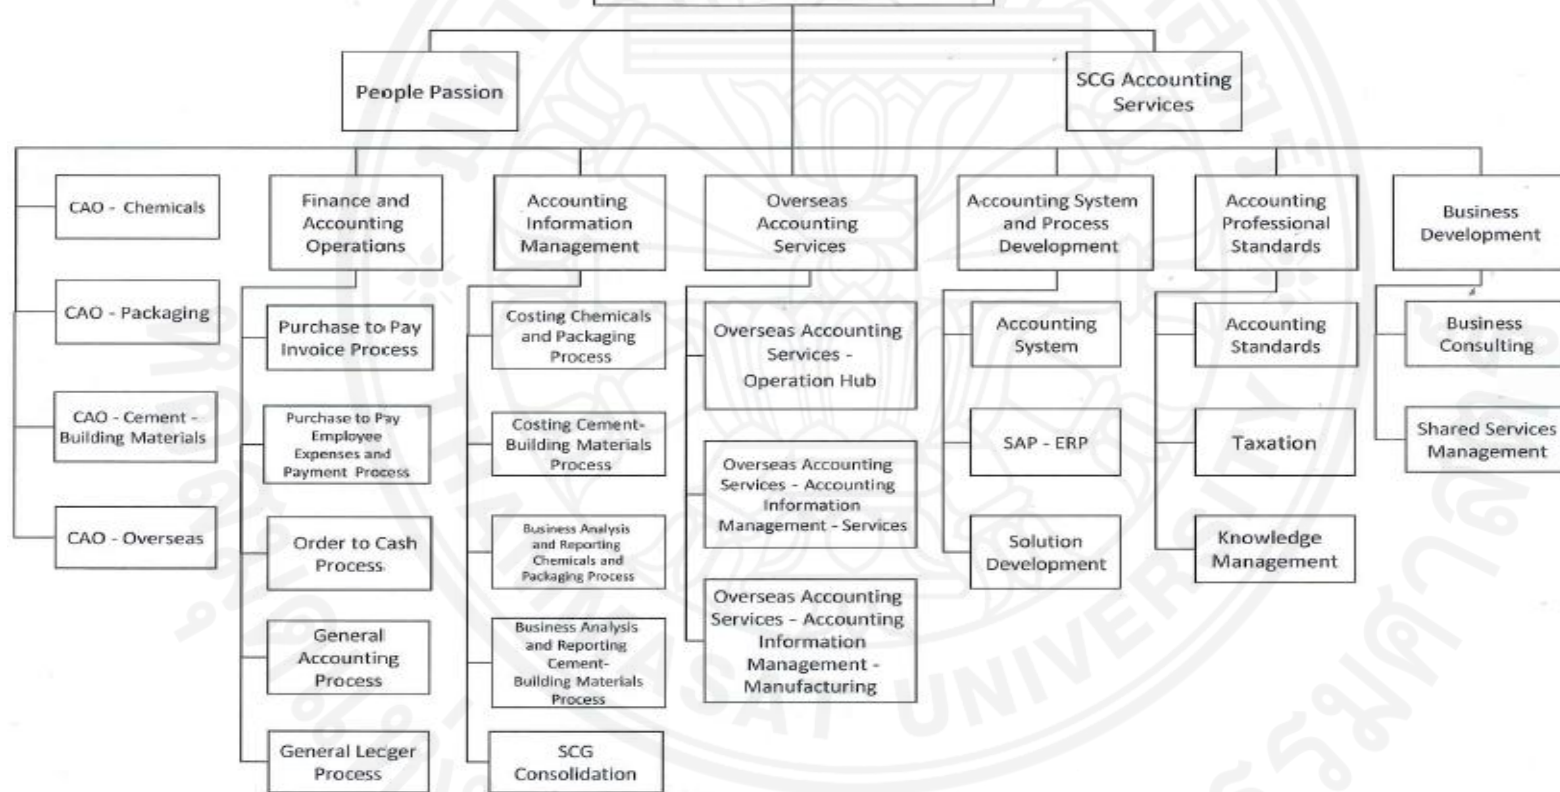 People Passion
SCG Accounting
Services
CAO - Chemicals
CAO - Packaging
CAO - Cement -
Building Materials
CAO - Overseas
Finance and
Accounting
Operations
Purchase to Pay
Invoice Process
Purchase to Pay
Employee
Expenses and
Payment Process
Order to Cash
Process
General
Accounting
Process
General Lecger
Process
Accounting
Information
Management
Costing Chemicals
and Packaging
Process
Costing Cement-
Building Materials
Process
Business Analysis
and Reporting
Chemicals and
Packaging Process
Business Analysis
and Reporting
Cement-
Building Materials
Process
SCG
Consolidation
Overseas
Accounting
Services
Overseas Accounting
Services -
Operation Hub
Overseas Accounting
Services - Accounting
Information
Management - Services
Overseas Accounting
Services - Accounting
Information
Management -
Manufacturing
Accounting System
and Process
Development
Accounting
System
SAP - ERP
Solution
Development
Accounting
Professional
Standards
Accounting
Standards
Taxation
Knowledge
Management
Business
Development
Business
Consulting
Shared Services
Management
THAMMASAT UNIVERSITY